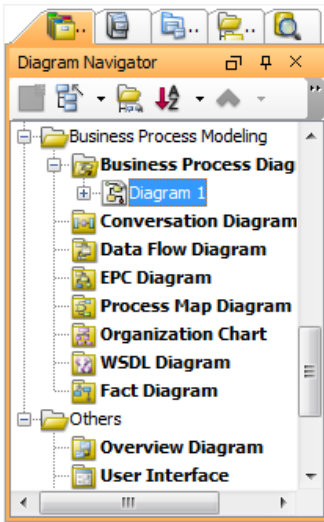 Diagram Navigator
Business Process Modeling
Business Process Diag
Diagram 1
Conversation Diagram
Data Flow Diagram
EPC Diagram
Process Map Diagram
Organization Chart
WSDL Diagram
Fact Diagram
Others
Overview Diagram
User Interface